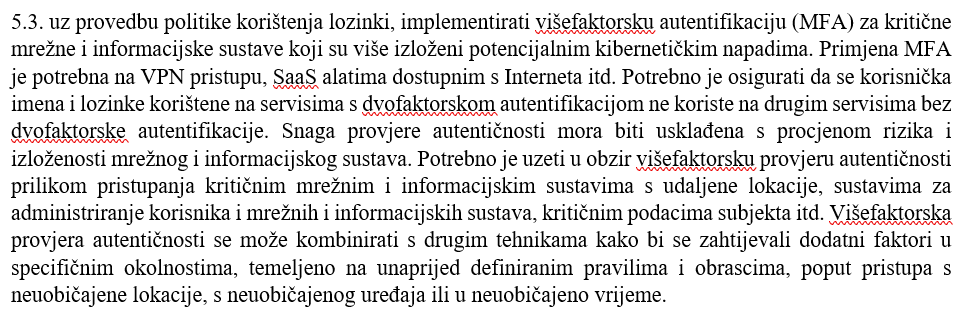 5.3. uz provedbu politike korištenja lozinki, implementirati višefaktorsku autentifikaciju (MFA) za kritične
mrežne i informacijske sustave koji su više izloženi potencijalnim kibernetičkim napadima. Primjena MFA
je potrebna na VPN pristupu, SaaS alatima dostupnim s Interneta itd. Potrebno je osigurati da se korisnička
imena i lozinke korištene na servisima s dvofaktorskom autentifikacijom ne koriste na drugim servisima bez
dvofaktorske autentifikacije. Snaga provjere autentičnosti mora biti usklađena s procjenom rizika i
izloženosti mrežnog i informacijskog sustava. Potrebno je uzeti u obzir višefaktorsku provjeru autentičnosti
prilikom pristupanja kritičnim mrežnim i informacijskim sustavima s udaljene lokacije, sustavima za
administriranje korisnika i mrežnih i informacijskih sustava, kritičnim podacima subjekta itd. Višefaktorska
provjera autentičnosti se može kombinirati s drugim tehnikama kako bi se zahtijevali dodatni faktori u
specifičnim okolnostima, temeljeno na unaprijed definiranim pravilima i obrascima, poput pristupa s
neuobičajene lokacije, s neuobičajenog uređaja ili u neuobičajeno vrijeme.